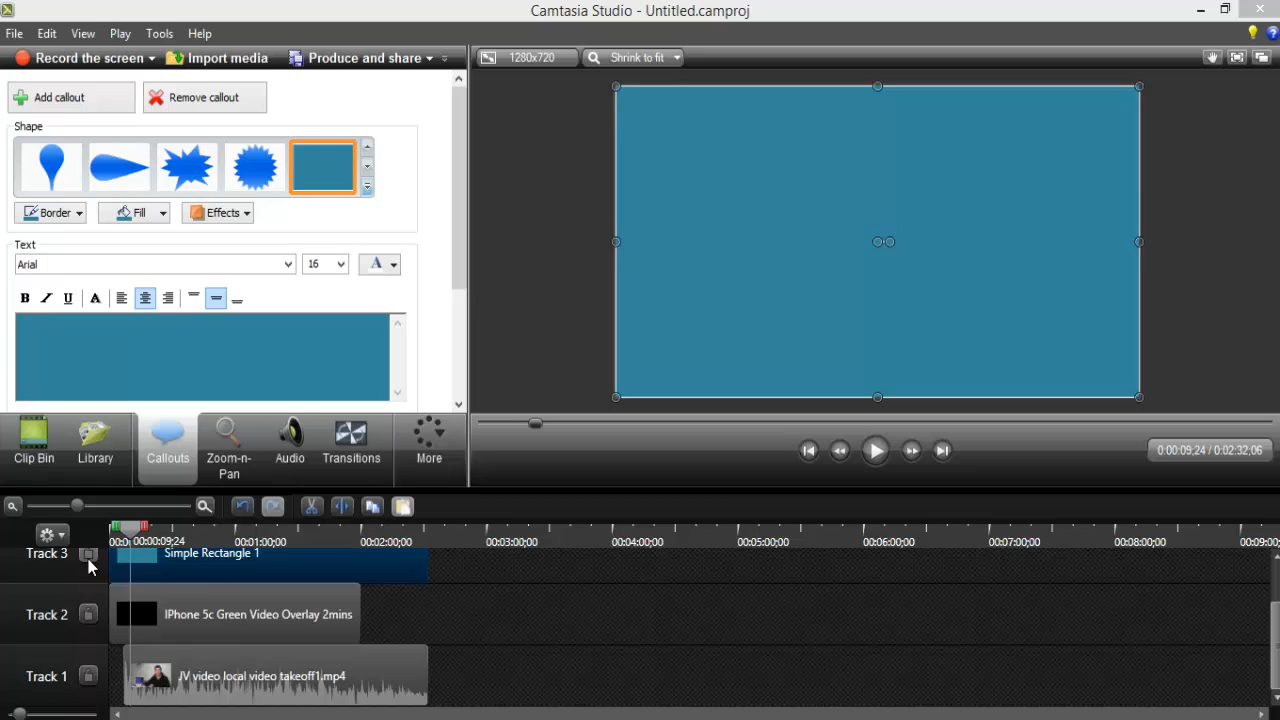 Camtasia Studio - Untitled.camproj
File Edit View Play Tools Help
Record the screen Import media Produce and share
1280x720 Shrink to fit
Add callout Remove callout
Shape
Border Fill Effects
Text
Arial 16 A
B I U A
Clip Bin Library Callouts Zoom-n-Pan Audio Transitions More
0:00:09;24 / 0:02:32;06
00:00:09;24 00:01:00;00 00:02:00;00 00:03:00;00 00:04:00;00 00:05:00;00 00:06:00;00 00:07:00;00 00:08:00;00 00:09:00;
Track 3 Simple Rectangle 1
Track 2 IPhone 5c Green Video Overlay 2mins
Track 1 JV video local video takeoff1.mp4